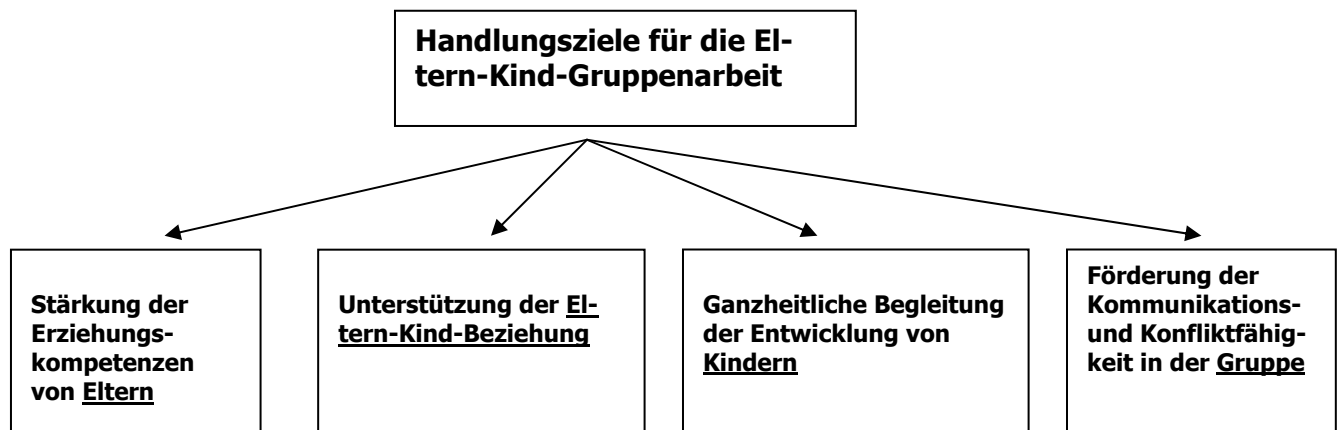 Handlungsziele für die El-
tern-Kind-Gruppenarbeit
Stärkung der
Erziehungs-
kompetenzen
von Eltern
Unterstützung der El-
tern-Kind-Beziehung
Ganzheitliche Begleitung
der Entwicklung von
Kindern
Förderung der
Kommunikations-
und Konfliktfähig-
keit in der Gruppe